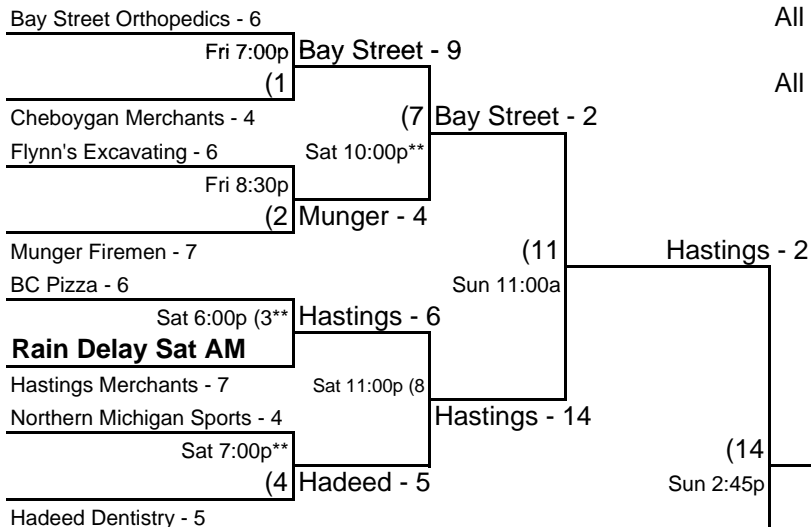 Bay Street Orthopedics - 6
All
Fri 7:00p
Bay Street - 9
(1
All
Cheboygan Merchants - 4
(7
Bay Street - 2
Flynn's Excavating - 6
Sat 10:00p**
Fri 8:30p
(2
Munger - 4
Munger Firemen - 7
(11
Hastings - 2
BC Pizza - 6
Sun 11:00a
Sat 6:00p (3**
Hastings - 6
Rain Delay Sat AM
Hastings Merchants - 7
Sat 11:00p (8
Northern Michigan Sports - 4
Hastings - 14
Sat 7:00p**
(14
(4
Hadeed - 5
Sun 2:45p
Hadeed Dentistry - 5